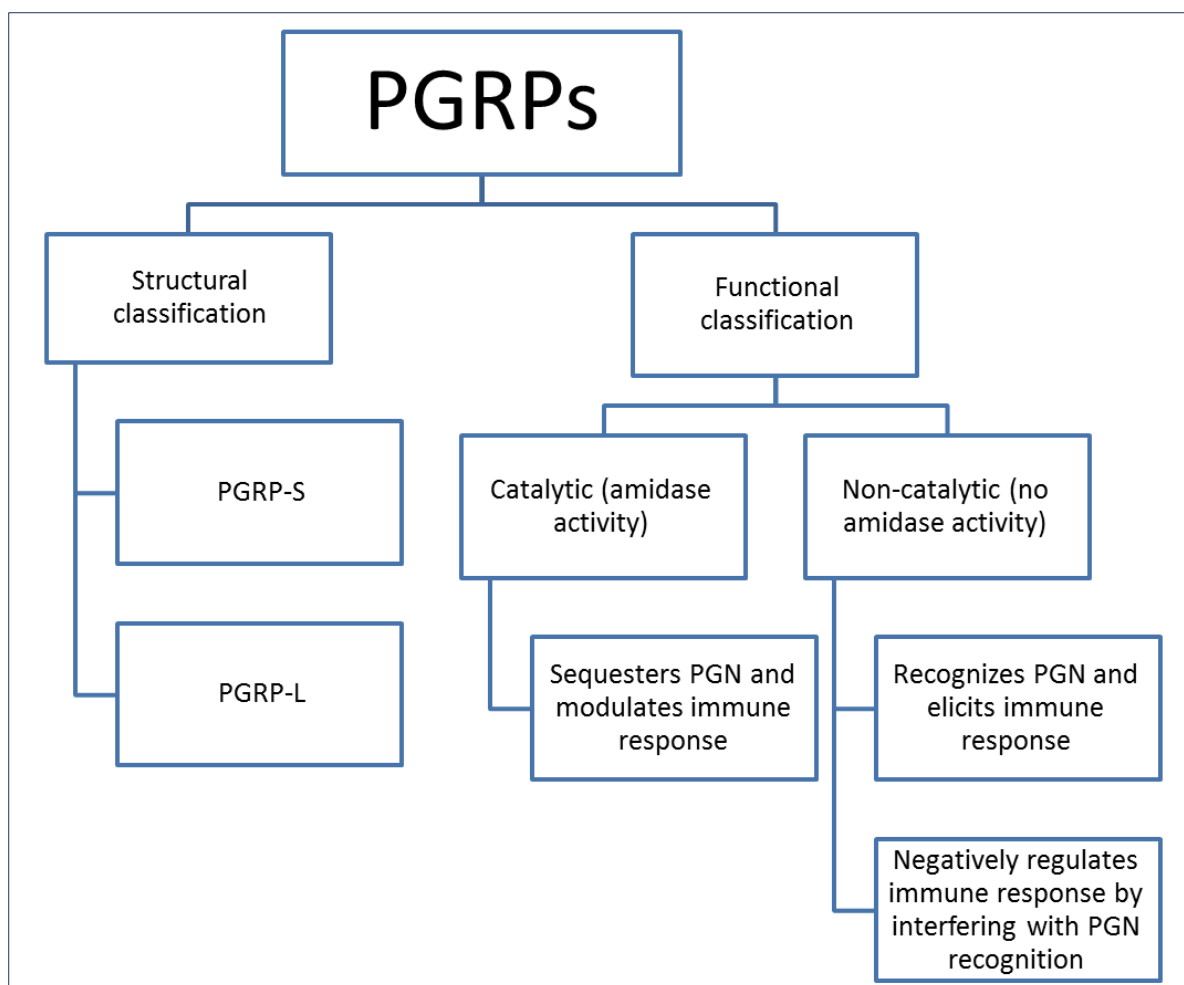 PGRPs
Structural
classification
Functional
classification
PGRP-S
PGRP-L
Catalytic (amidase
activity)
Non-catalytic (no
amidase activity)
Sequesters PGN and
modulates immune
response
Recognizes PGN and
elicits immune
response
Negatively regulates
immune response by
interfering with PGN
recognition